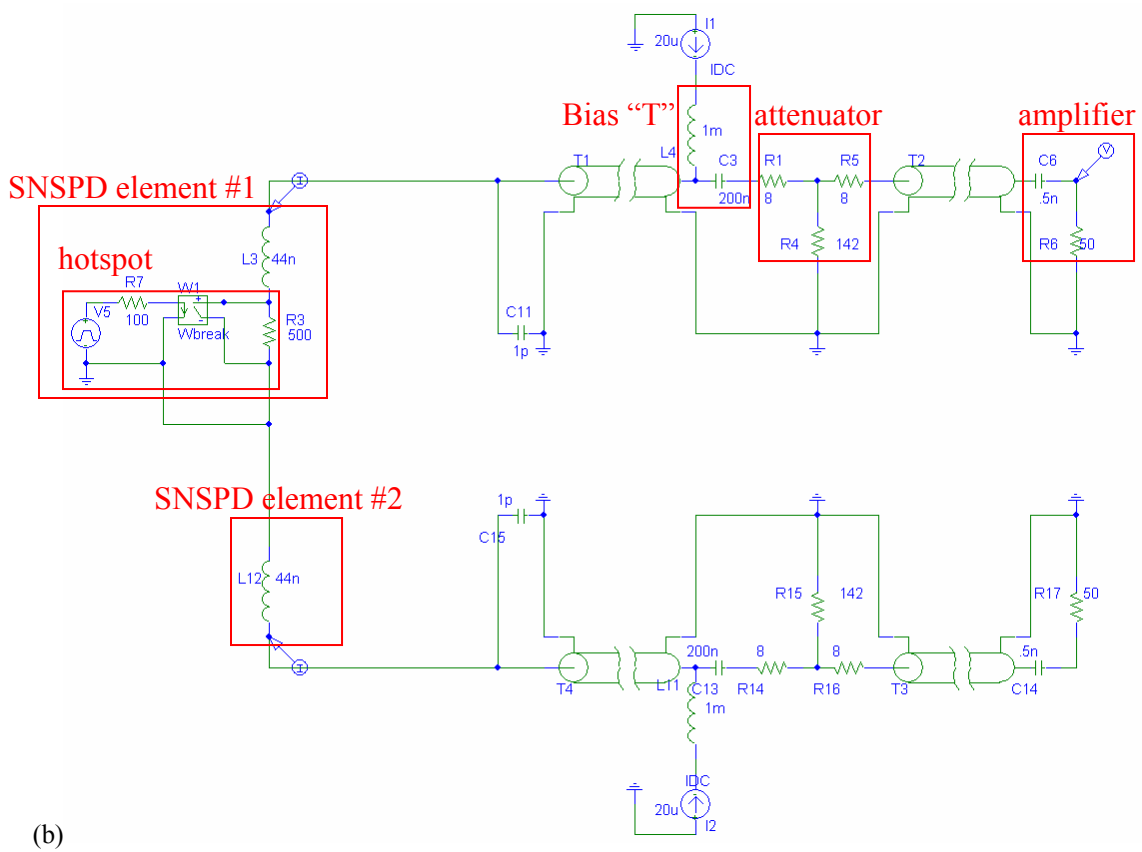 I1
20u
IDC
Bias “T”
attenuator
amplifier
1m
L4
C3
200n
R1
8
R5
8
R4
142
T1
T2
C6
.5n
R6
50
V
SNSPD element #1
I
L3
44n
hotspot
R7
100
W1
+
-
Wbreak
V5
R3
500
C11
1p
SNSPD element #2
L12
44n
I
1p
C15
R15
142
R17
50
T4
L11
200n
C13
1m
8
R14
8
R16
T3
C14
.5n
IDC
20u
I2
(b)